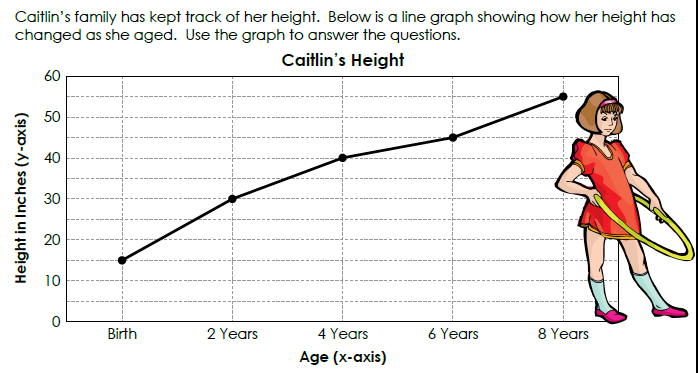 Caitlin's family has kept track of her height.  Below is a line graph showing how her height has
changed as she aged.  Use the graph to answer the questions.
Caitlin's Height
Height in Inches (y-axis)
60
50
40
30
20
10
0
Birth 2 Years 4 Years 6 Years 8 Years
Age (x-axis)